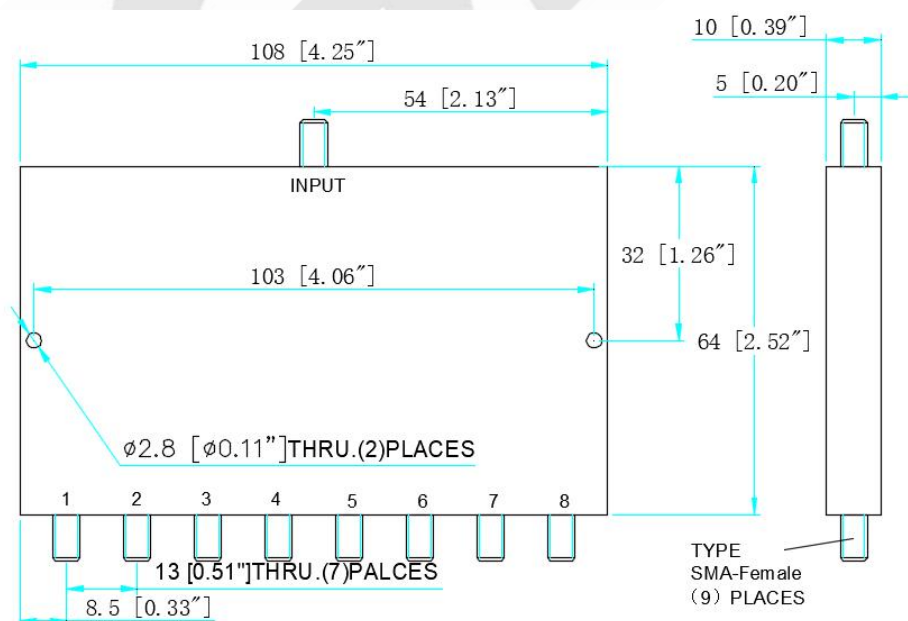 108 [4.25"]
10 [0.39"]
54 [2.13"]
5 [0.20"]
INPUT
32 [1.26"]
103 [4.06"]
64 [2.52"]
⌀2.8 [⌀0.11"]THRU.(2)PLACES
1 2 3 4 5 6 7 8
13 [0.51"]THRU.(7)PALCES
8.5 [0.33"]
TYPE
SMA-Female
(9) PLACES